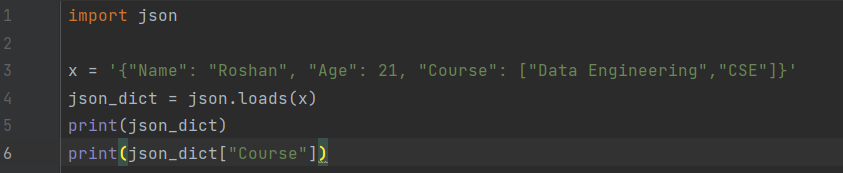 1 import json
2
3 x = '{"Name": "Roshan", "Age": 21, "Course": ["Data Engineering","CSE"]}'
4 json_dict = json.loads(x)
5 print(json_dict)
6 print(json_dict["Course"])